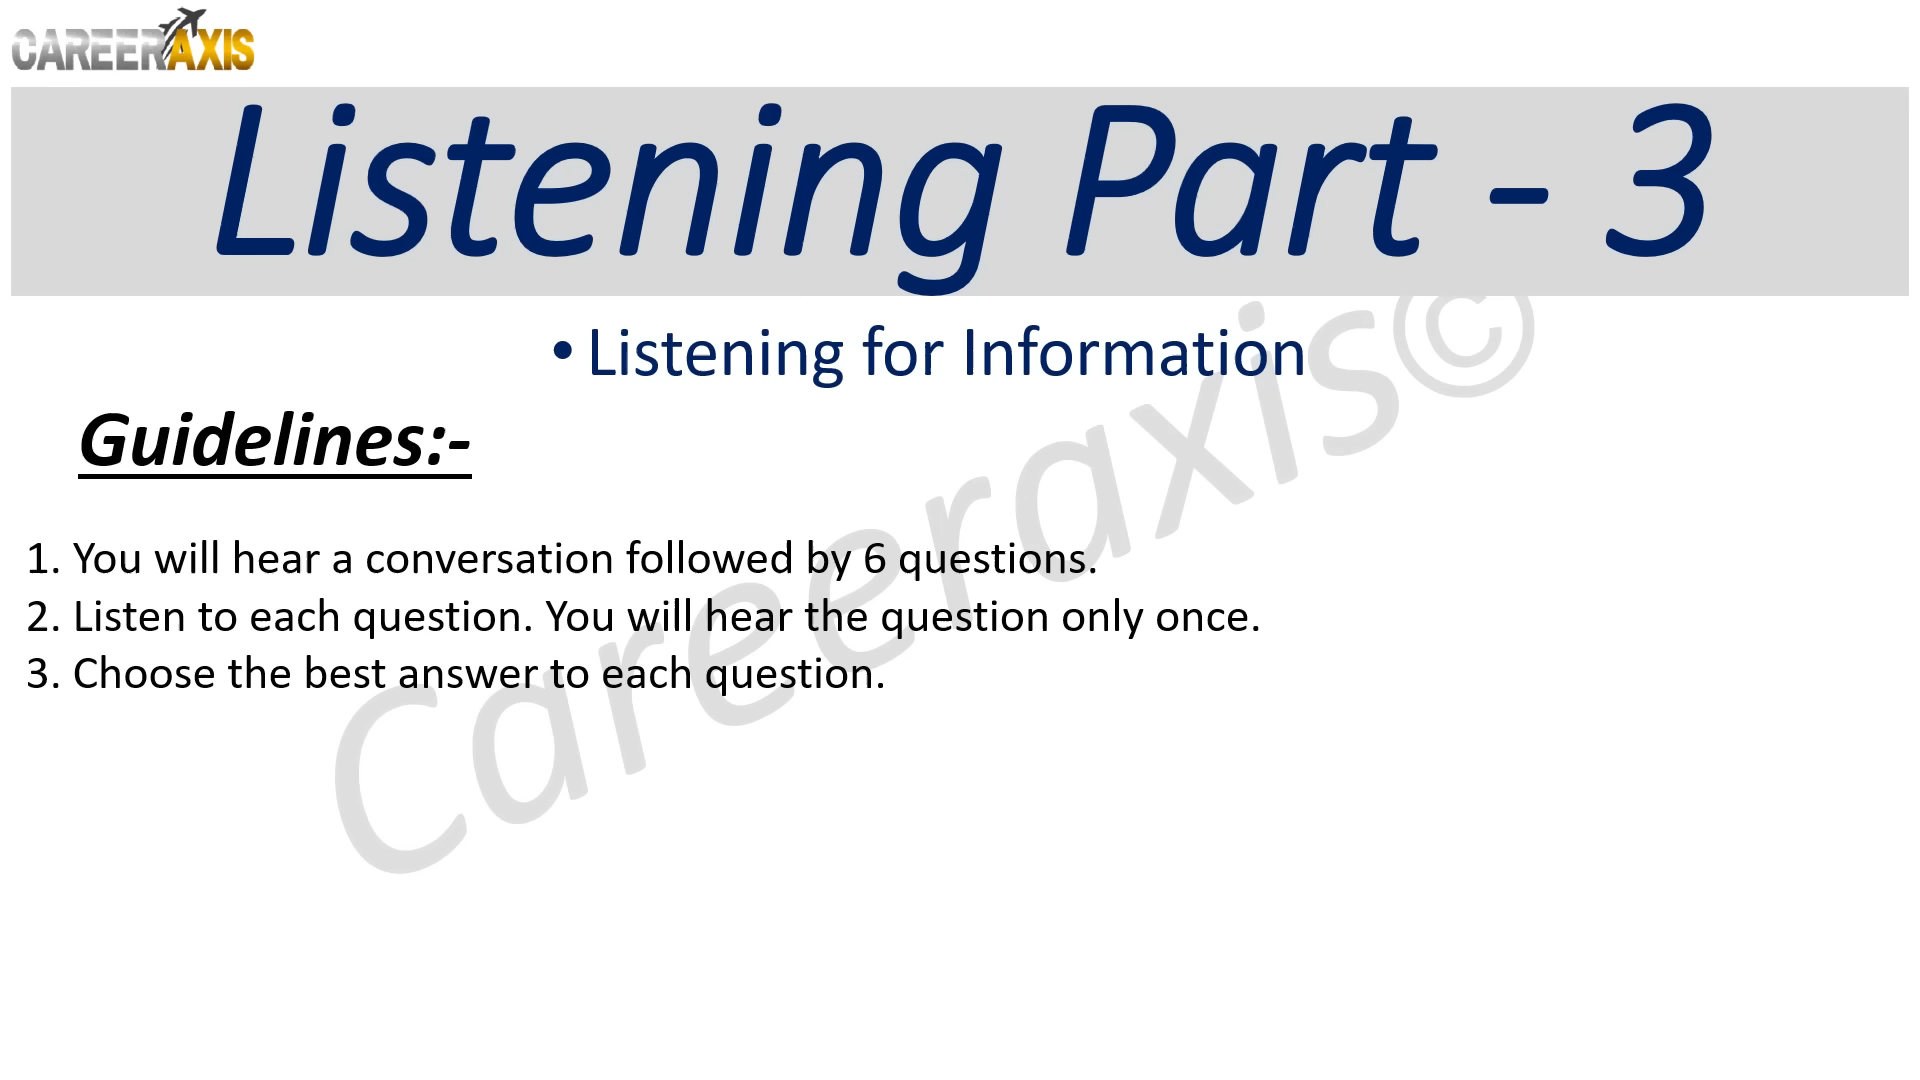 CAREERAXIS
Listening Part - 3
• Listening for Information
Guidelines:-
1. You will hear a conversation followed by 6 questions.
2. Listen to each question. You will hear the question only once.
3. Choose the best answer to each question.
Careeraxis©